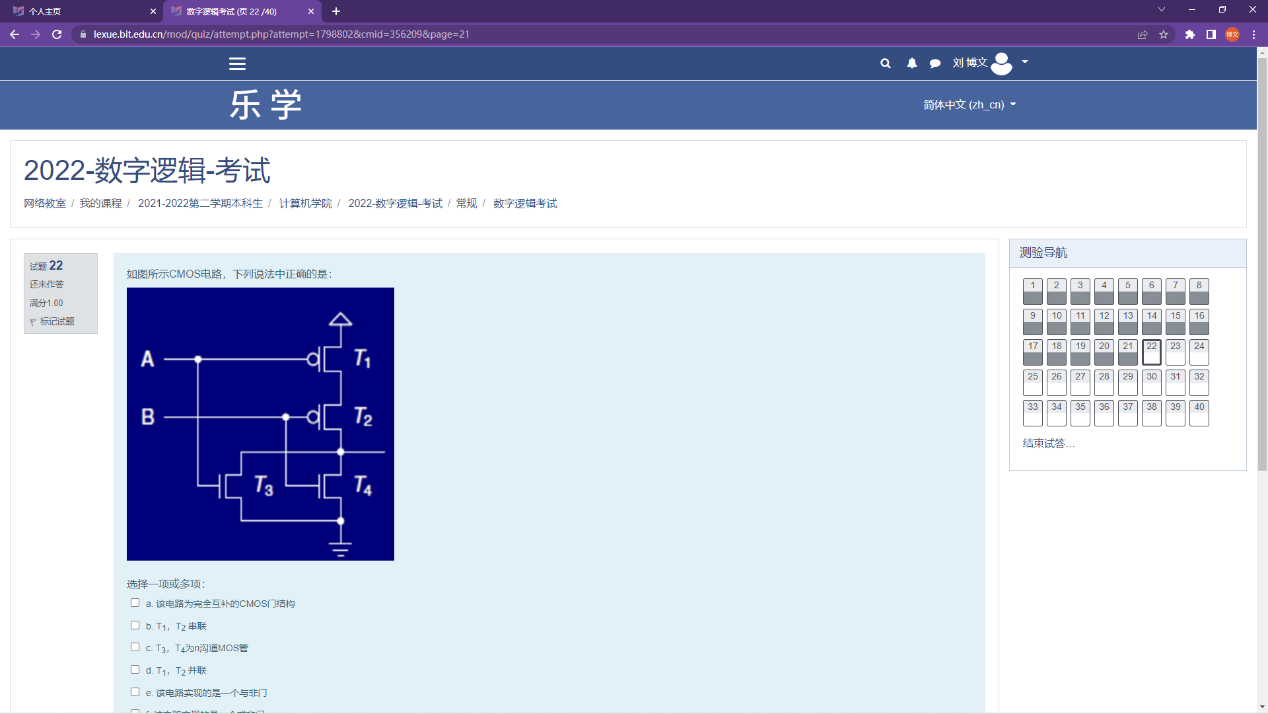 个人主页
数字逻辑考试 (页 22 /40)
lexue.bit.edu.cn/mod/quiz/attempt.php?attempt=1798802&cmid=356209&page=21
博文
刘 博文
乐 学
简体中文 (zh_cn)
2022-数字逻辑-考试
网络教室 / 我的课程 / 2021-2022第二学期本科生 / 计算机学院 / 2022-数字逻辑-考试 / 常规 / 数字逻辑考试
试题 22
还未作答
满分1.00
标记试题
如图所示CMOS电路，下列说法中正确的是：
A
T1
B
T2
T3
T4
选择一项或多项：
a. 该电路为完全互补的CMOS门结构
b. T1，T2 串联
c. T3，T4为n沟道MOS管
d. T1，T2 并联
e. 该电路实现的是一个与非门
测验导航
1 2 3 4 5 6 7 8
9 10 11 12 13 14 15 16
17 18 19 20 21 22 23 24
25 26 27 28 29 30 31 32
33 34 35 36 37 38 39 40
结束试答...